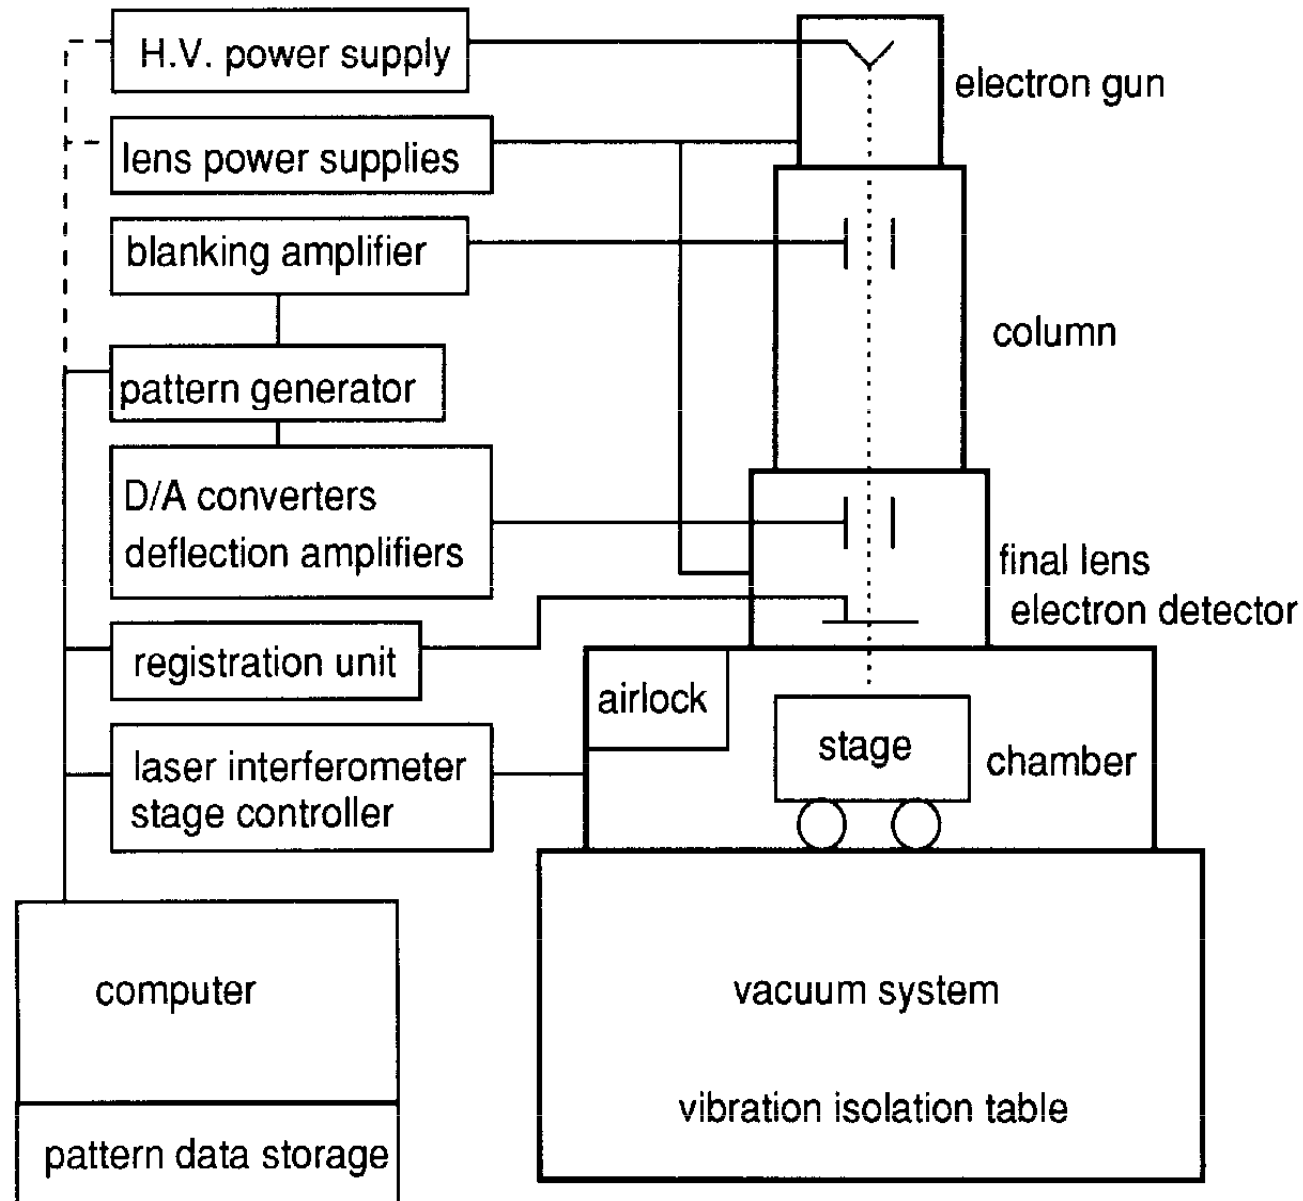 H.V. power supply
electron gun
lens power supplies
blanking amplifier
column
pattern generator
D/A converters
deflection amplifiers
final lens
electron detector
registration unit
airlock
stage
chamber
laser interferometer
stage controller
computer
vacuum system
vibration isolation table
pattern data storage